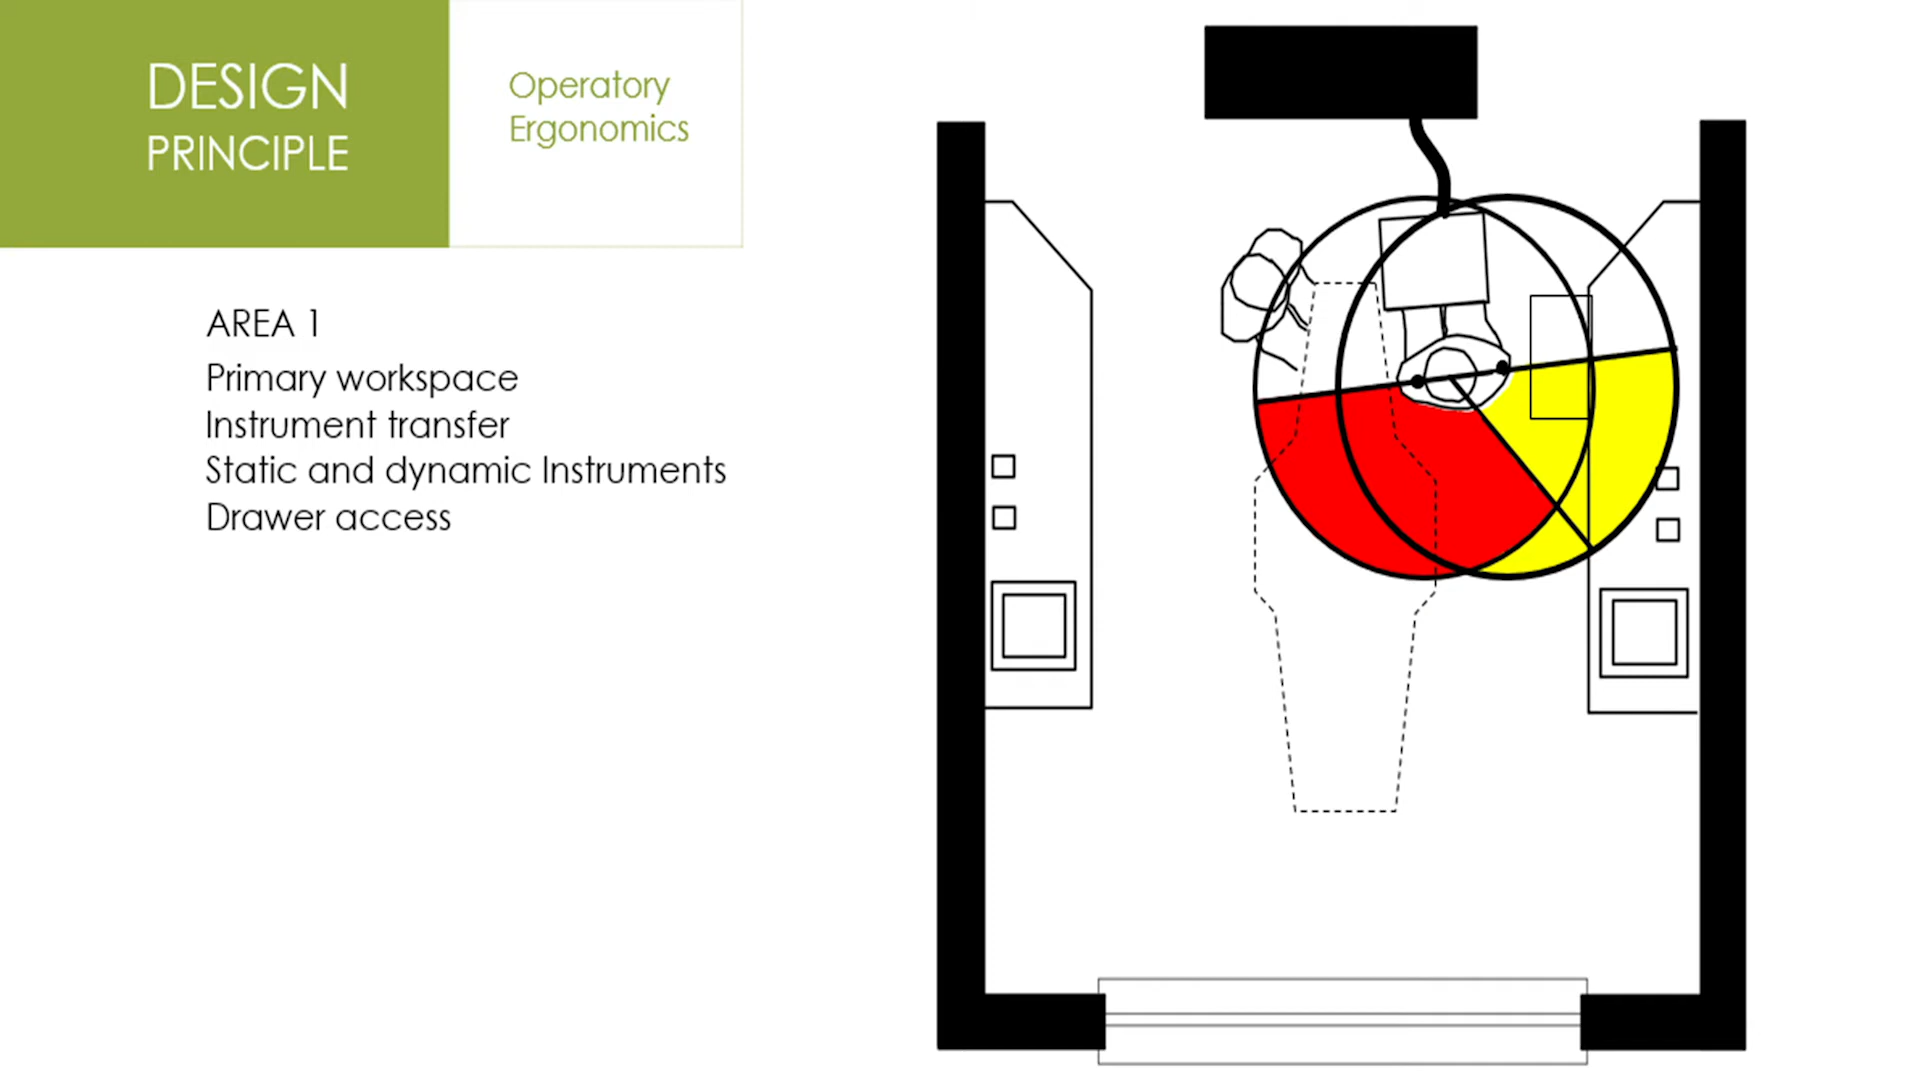 DESIGN
PRINCIPLE
Operatory
Ergonomics
AREA 1
Primary workspace
Instrument transfer
Static and dynamic Instruments
Drawer access